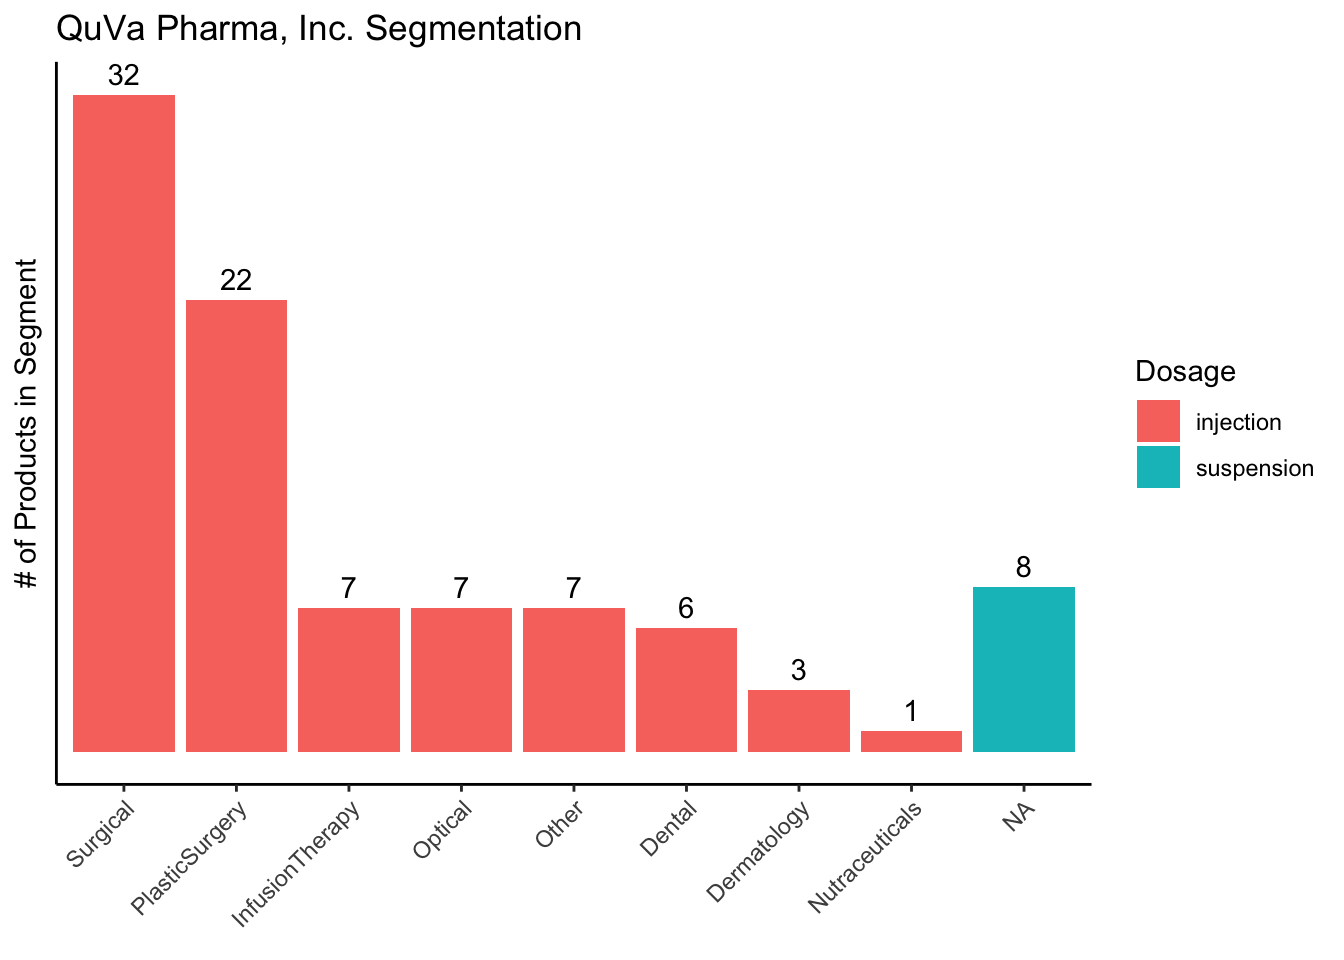 QuVa Pharma, Inc. Segmentation
# of Products in Segment
32
22
7
7
7
6
3
1
8
Surgical
PlasticSurgery
InfusionTherapy
Optical
Other
Dental
Dermatology
Nutraceuticals
NA
Dosage
injection
suspension